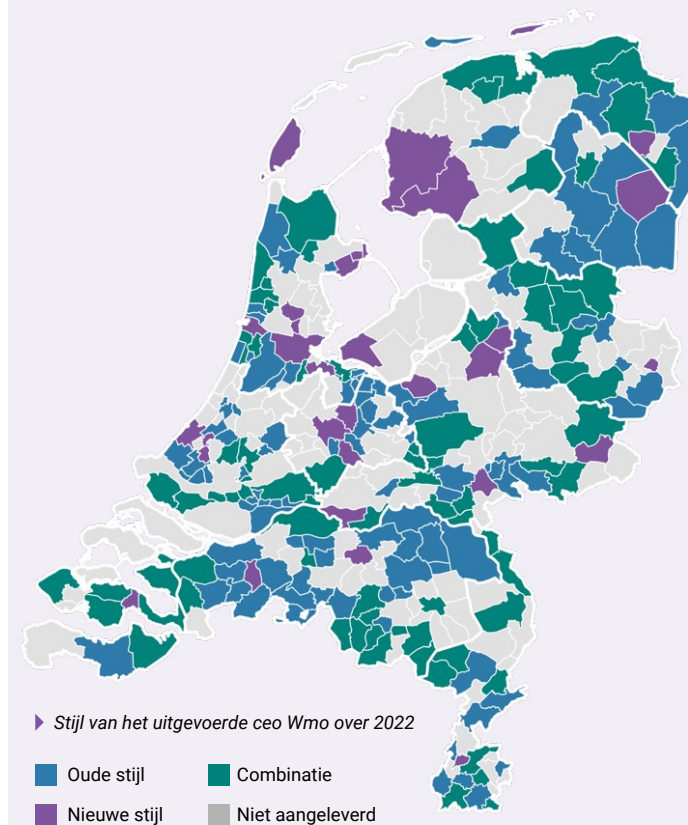 Stijl van het uitgevoerde ceo Wmo over 2022
Oude stijl
Combinatie
Nieuwe stijl
Niet aangeleverd